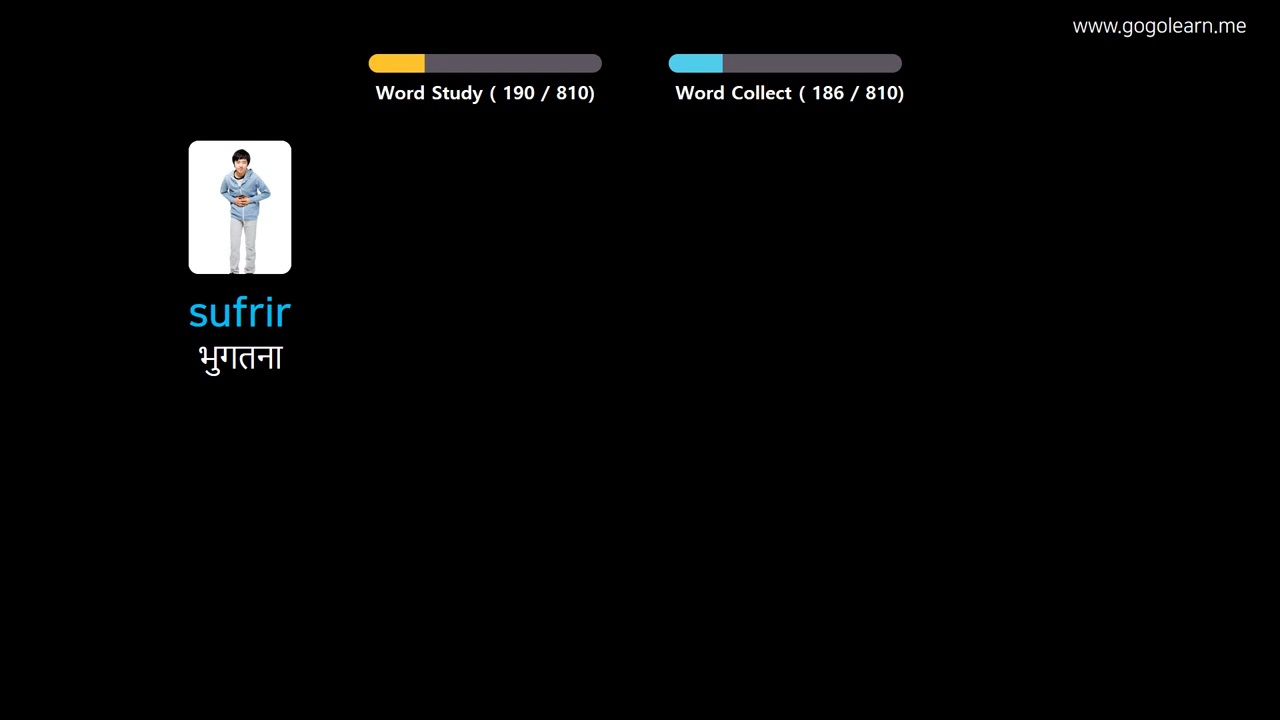 www.gogolearn.me
Word Study ( 190 / 810)
Word Collect ( 186 / 810)
sufrir
भुगतना